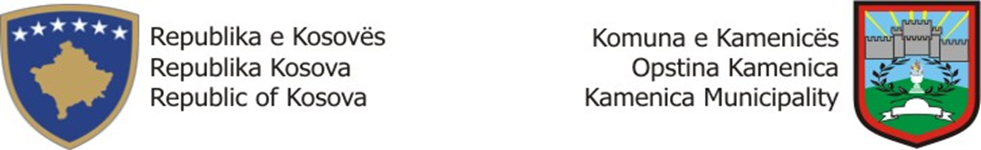 Republika e Kosovës
Republika Kosova
Republic of Kosova
Komuna e Kamenicës
Opstina Kamenica
Kamenica Municipality